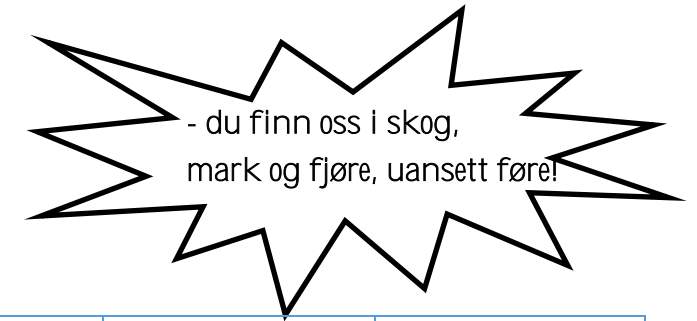 - du finn oss i skog,
mark og fjøre, uansett føre!